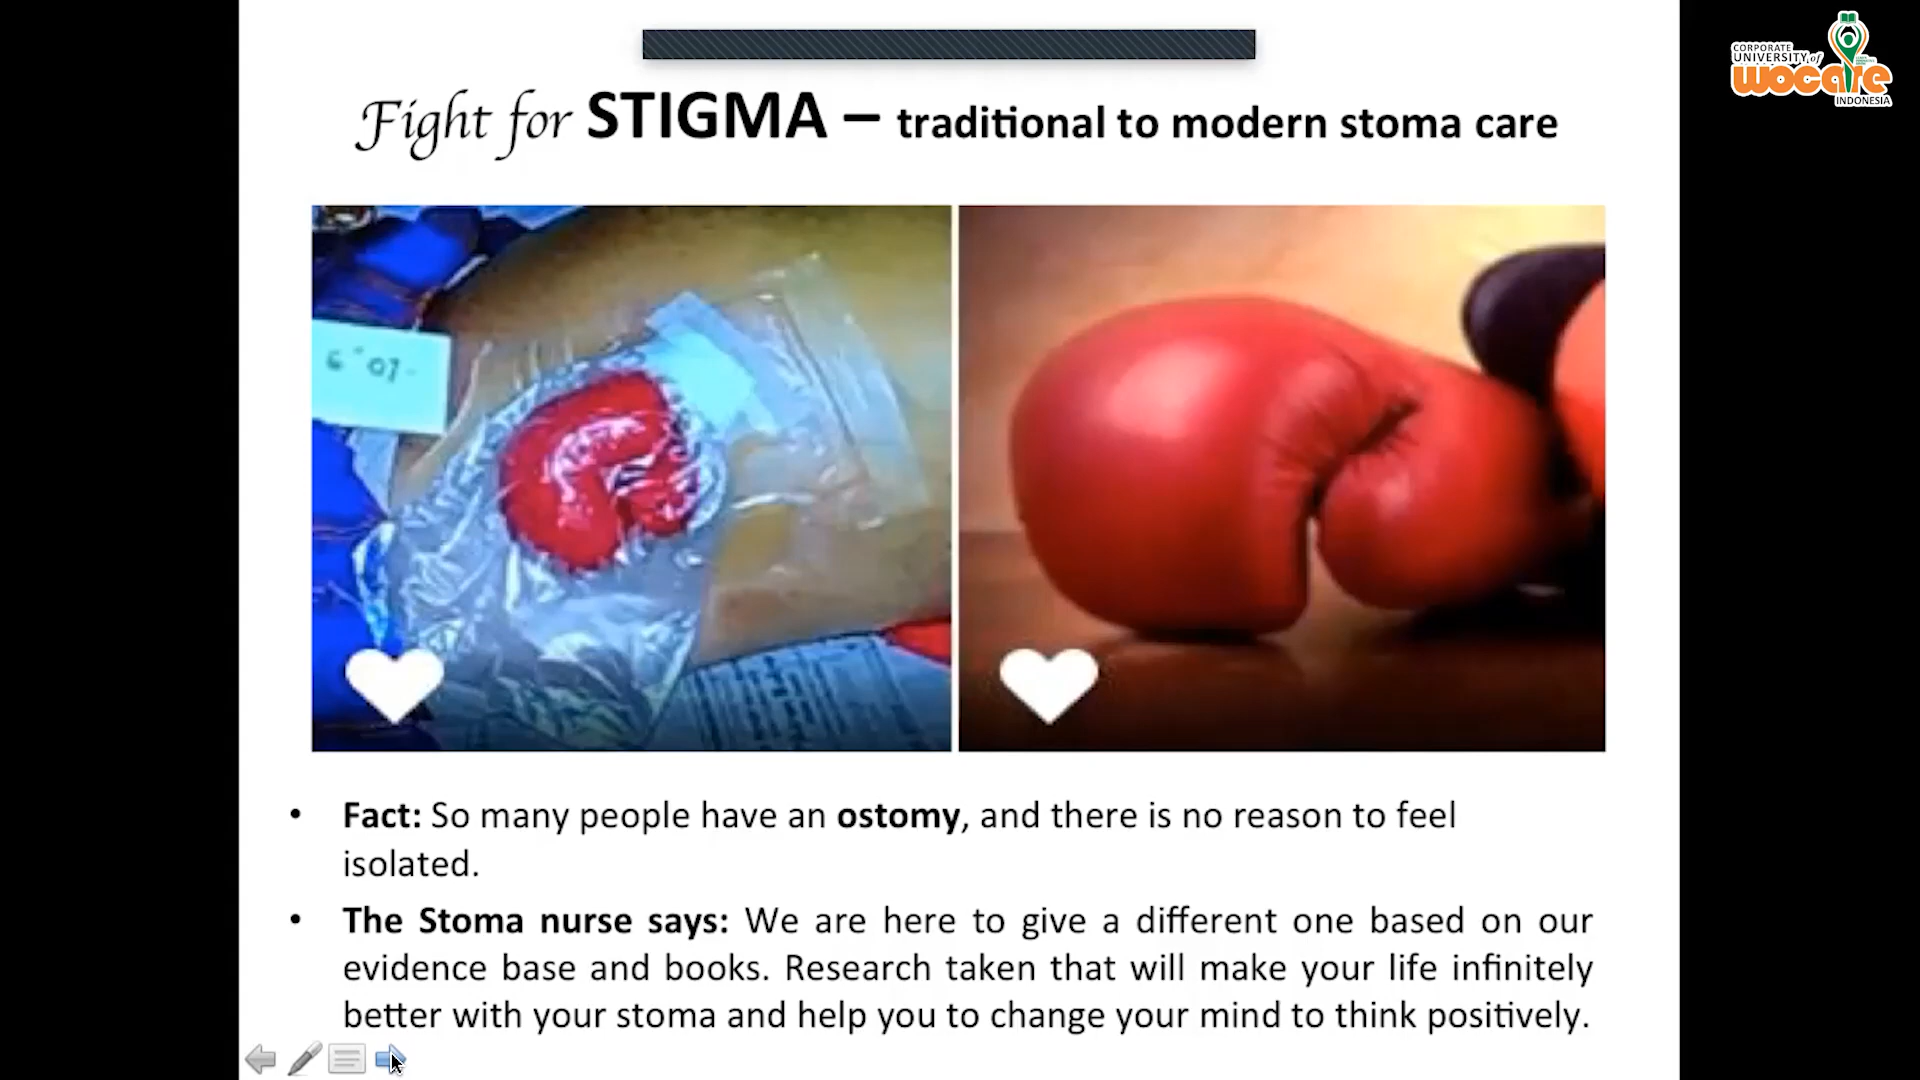 CORPORATE
UNIVERSITY of
wocare
INDONESIA
Fight for STIGMA – traditional to modern stoma care
• Fact: So many people have an ostomy, and there is no reason to feel
isolated.
• The Stoma nurse says: We are here to give a different one based on our
evidence base and books. Research taken that will make your life infinitely
better with your stoma and help you to change your mind to think positively.